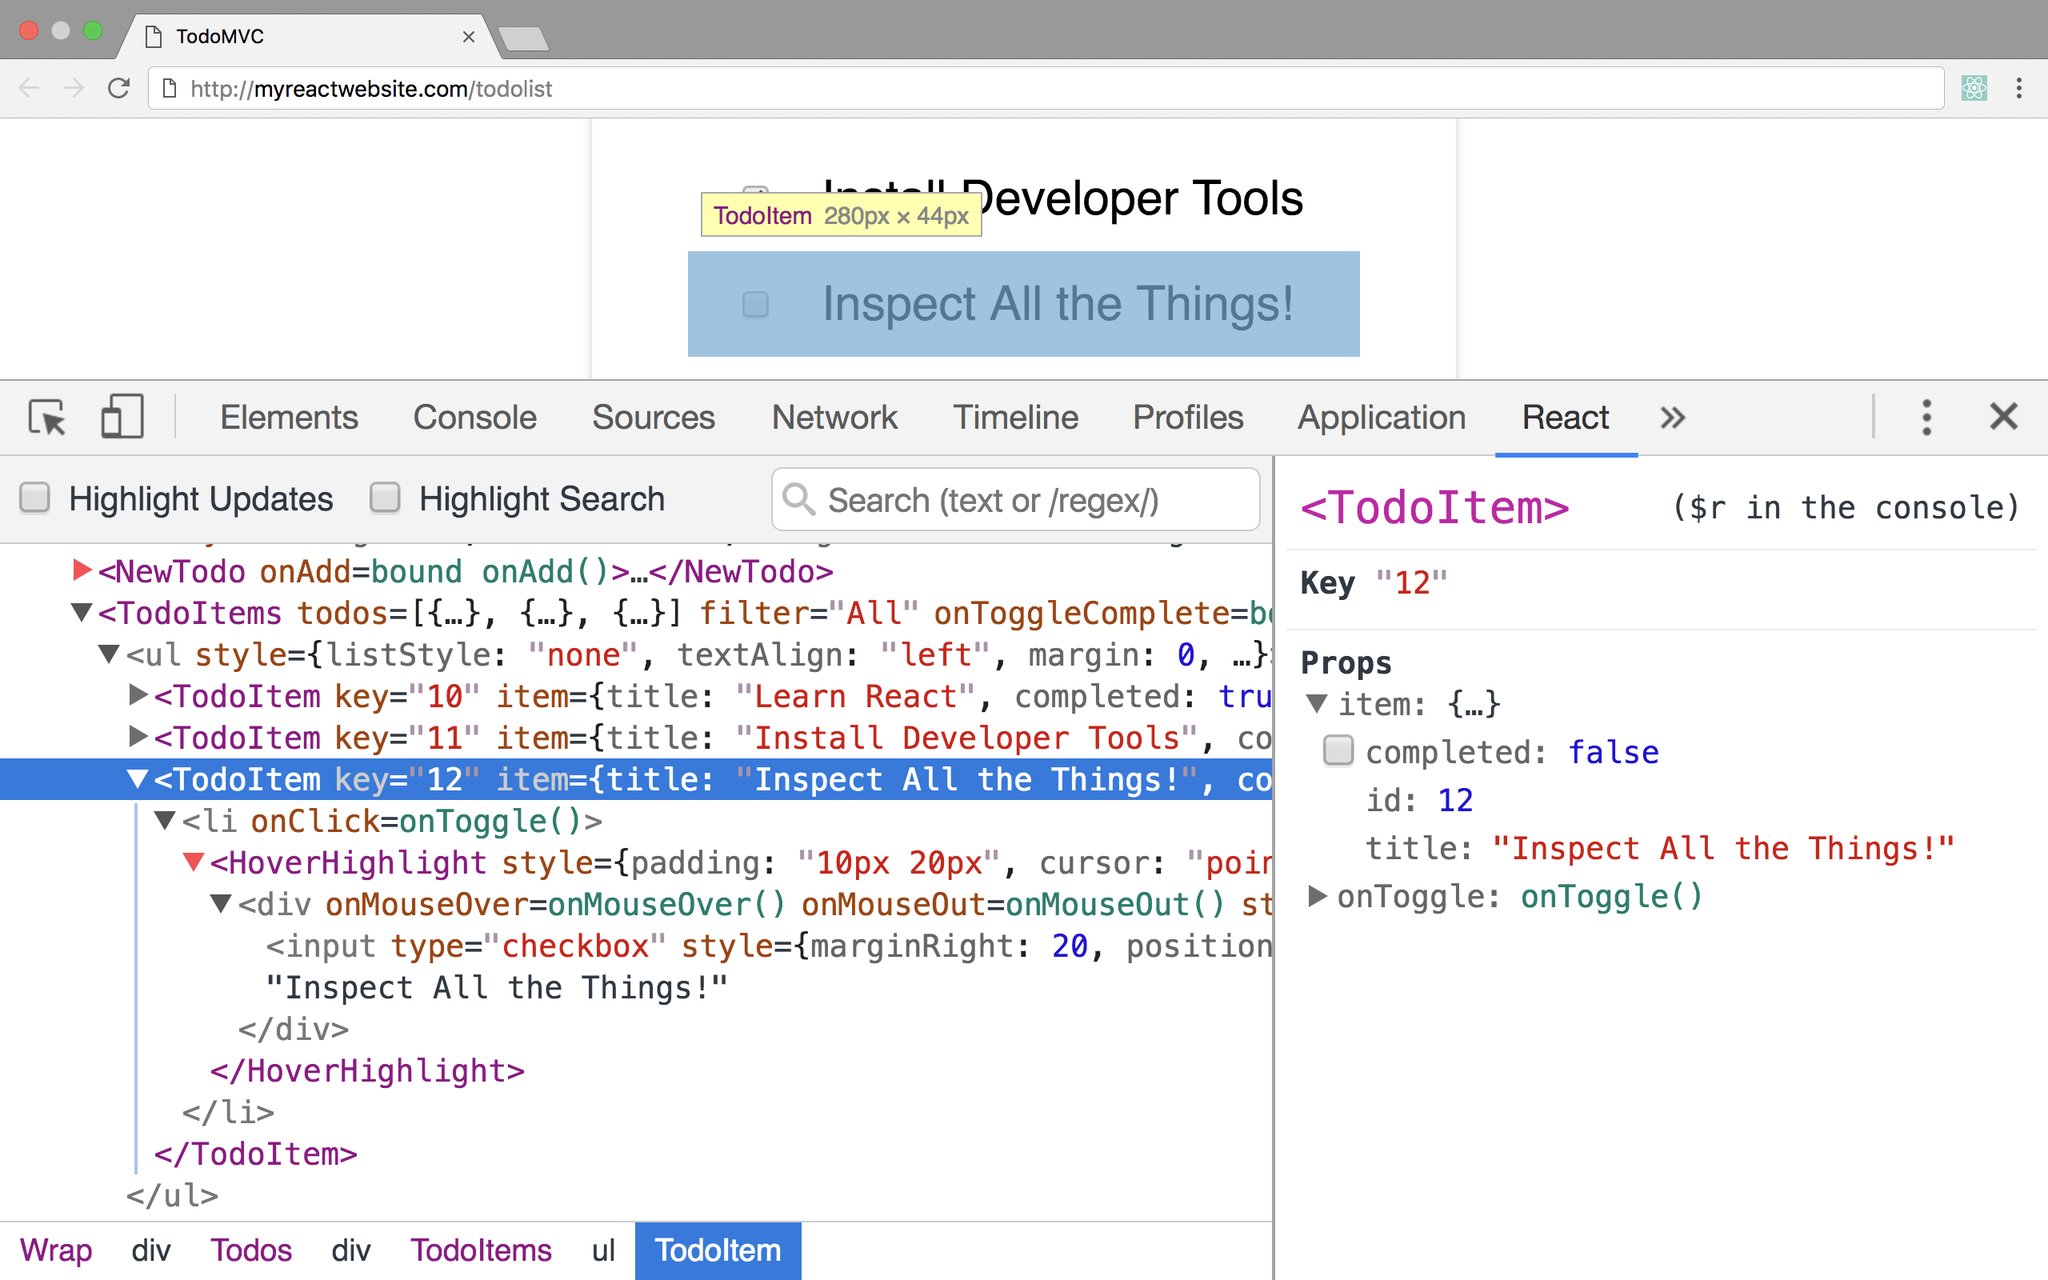 TodoMVC
http://myreactwebsite.com/todolist
Install Developer Tools
TodoItem 280px × 44px
Inspect All the Things!
Elements Console Sources Network Timeline Profiles Application React »
Highlight Updates Highlight Search Search (text or /regex/)
<NewTodo onAdd=bound onAdd()>…</NewTodo>
<TodoItems todos=[{…}, {…}, {…}] filter="All" onToggleComplete=b
<ul style={listStyle: "none", textAlign: "left", margin: 0, …}
<TodoItem key="10" item={title: "Learn React", completed: tru
<TodoItem key="11" item={title: "Install Developer Tools", co
<TodoItem key="12" item={title: "Inspect All the Things!", co
<li onClick=onToggle()>
<HoverHighlight style={padding: "10px 20px", cursor: "poin
<div onMouseOver=onMouseOver() onMouseOut=onMouseOut() st
<input type="checkbox" style={marginRight: 20, position
"Inspect All the Things!"
</div>
</HoverHighlight>
</li>
</TodoItem>
</ul>
Wrap div Todos div TodoItems ul TodoItem
<TodoItem> ($r in the console)
Key "12"
Props
item: {…}
completed: false
id: 12
title: "Inspect All the Things!"
onToggle: onToggle()